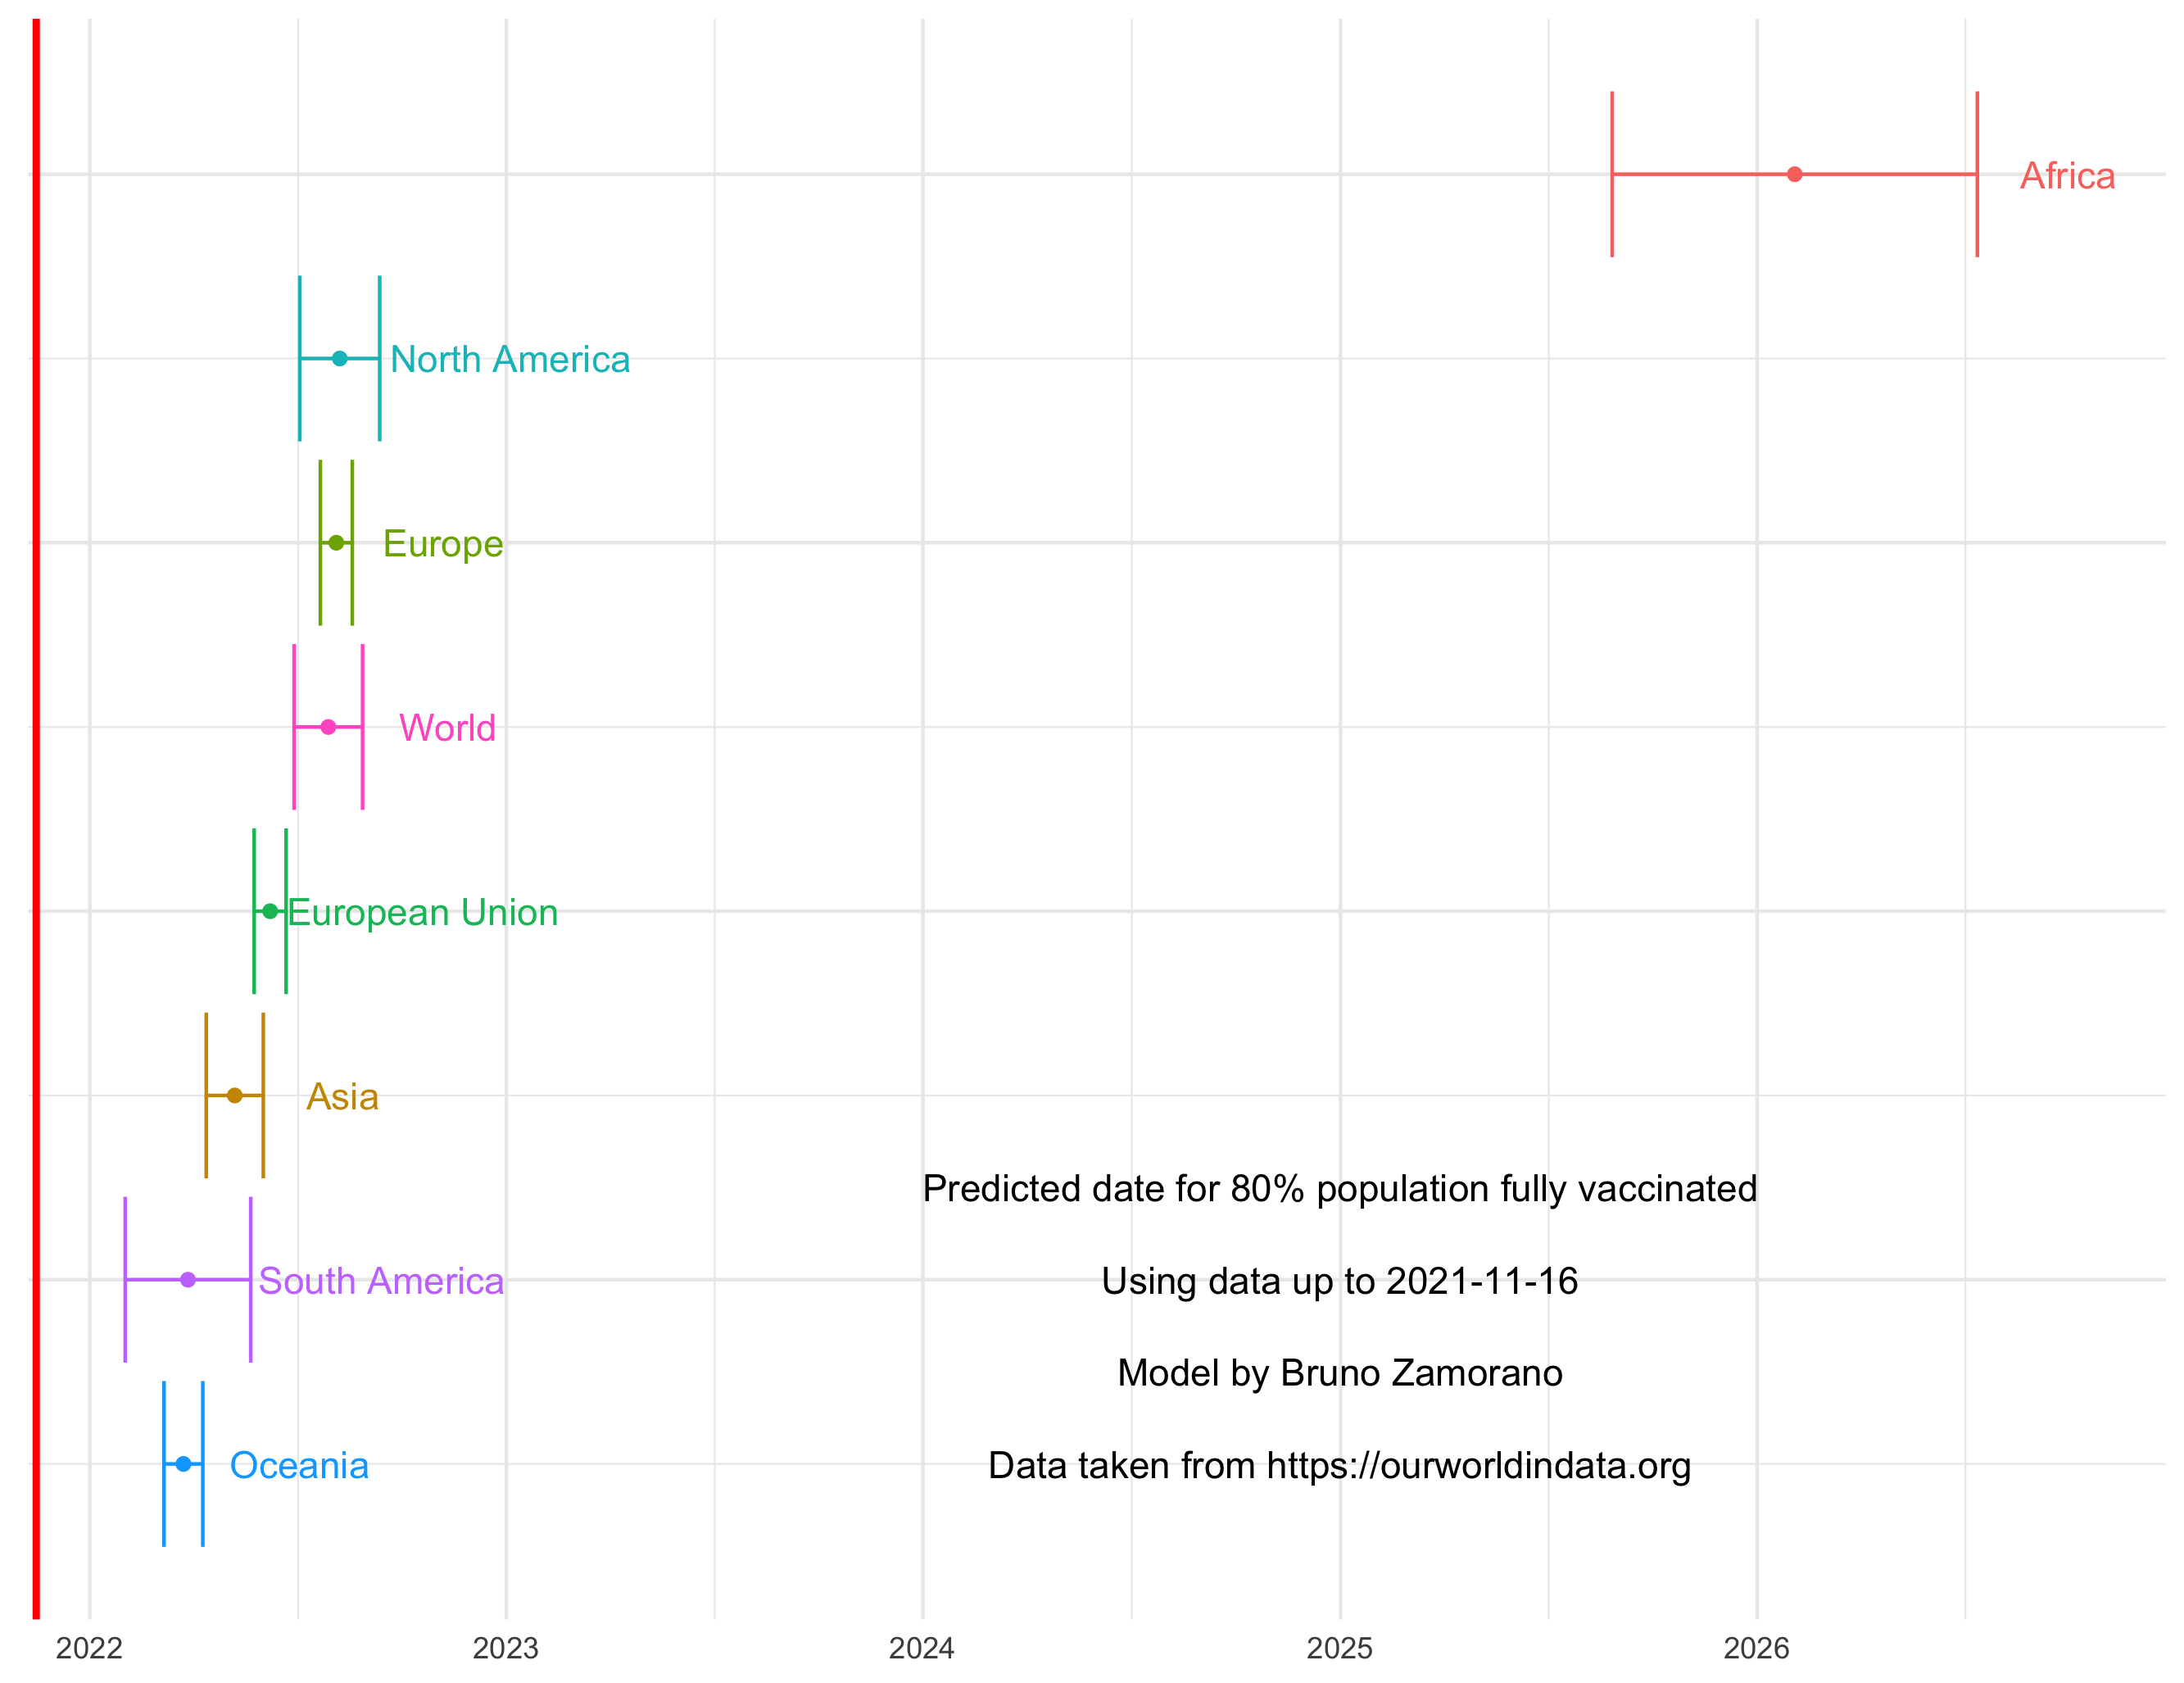 Africa
North America
Europe
World
European Union
Asia
Predicted date for 80% population fully vaccinated
South America
Using data up to 2021-11-16
Model by Bruno Zamorano
Oceania
Data taken from https://ourworldindata.org
2022 2023 2024 2025 2026